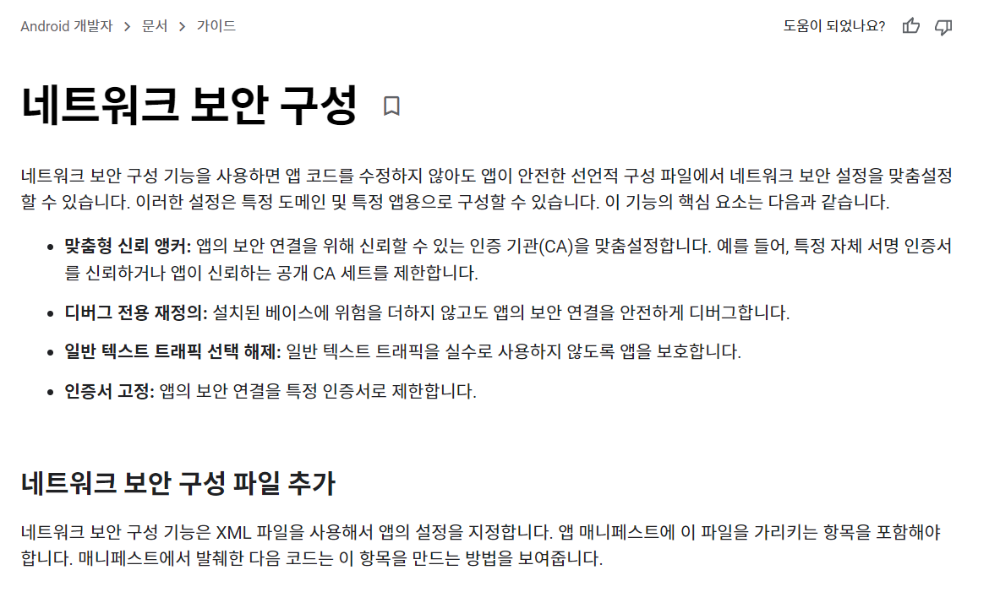 Android 개발자 > 문서 > 가이드
도움이 되었나요?
네트워크 보안 구성
네트워크 보안 구성 기능을 사용하면 앱 코드를 수정하지 않아도 앱이 안전한 선언적 구성 파일에서 네트워크 보안 설정을 맞춤설정
할 수 있습니다. 이러한 설정은 특정 도메인 및 특정 앱용으로 구성할 수 있습니다. 이 기능의 핵심 요소는 다음과 같습니다.
• 맞춤형 신뢰 앵커: 앱의 보안 연결을 위해 신뢰할 수 있는 인증 기관(CA)을 맞춤설정합니다. 예를 들어, 특정 자체 서명 인증서
를 신뢰하거나 앱이 신뢰하는 공개 CA 세트를 제한합니다.
• 디버그 전용 재정의: 설치된 베이스에 위험을 더하지 않고도 앱의 보안 연결을 안전하게 디버그합니다.
• 일반 텍스트 트래픽 선택 해제: 일반 텍스트 트래픽을 실수로 사용하지 않도록 앱을 보호합니다.
• 인증서 고정: 앱의 보안 연결을 특정 인증서로 제한합니다.
네트워크 보안 구성 파일 추가
네트워크 보안 구성 기능은 XML 파일을 사용해서 앱의 설정을 지정합니다. 앱 매니페스트에 이 파일을 가리키는 항목을 포함해야
합니다. 매니페스트에서 발췌한 다음 코드는 이 항목을 만드는 방법을 보여줍니다.